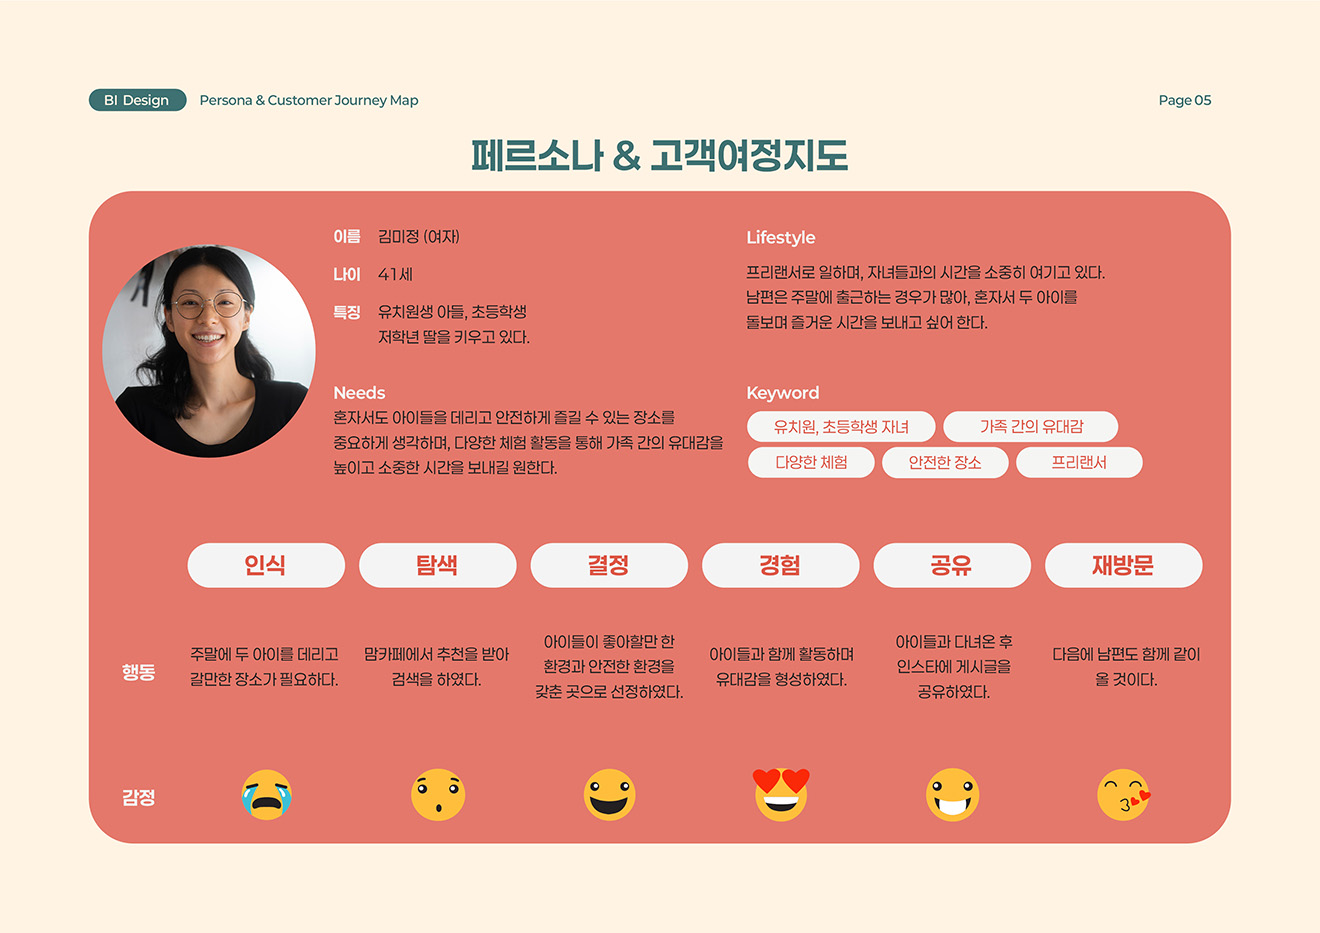 BI Design
Persona & Customer Journey Map
Page 05
페르소나 & 고객여정지도
이름 김미정 (여자)
나이 41세
특징 유치원생 아들, 초등학생
저학년 딸을 키우고 있다.
Lifestyle
프리랜서로 일하며, 자녀들과의 시간을 소중히 여기고 있다.
남편은 주말에 출근하는 경우가 많아, 혼자서 두 아이를
돌보며 즐거운 시간을 보내고 싶어 한다.
Needs
혼자서도 아이들을 데리고 안전하게 즐길 수 있는 장소를
중요하게 생각하며, 다양한 체험 활동을 통해 가족 간의 유대감을
높이고 소중한 시간을 보내길 원한다.
Keyword
유치원, 초등학생 자녀
가족 간의 유대감
다양한 체험
안전한 장소
프리랜서
인식
탐색
결정
경험
공유
재방문
행동
주말에 두 아이를 데리고
갈만한 장소가 필요하다.
맘카페에서 추천을 받아
검색을 하였다.
아이들이 좋아할만 한
환경과 안전한 환경을
갖춘 곳으로 선정하였다.
아이들과 함께 활동하며
유대감을 형성하였다.
아이들과 다녀온 후
인스타에 게시글을
공유하였다.
다음에 남편도 함께 같이
올 것이다.
감정